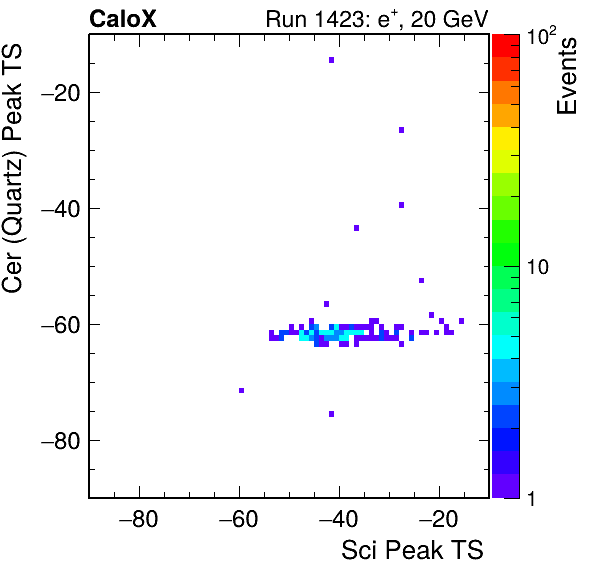 CaloX Run 1423: e⁺, 20 GeV
Cer (Quartz) Peak TS
−20
−40
−60
−80
−80 −60 −40 −20
Sci Peak TS
10²
10
1
Events